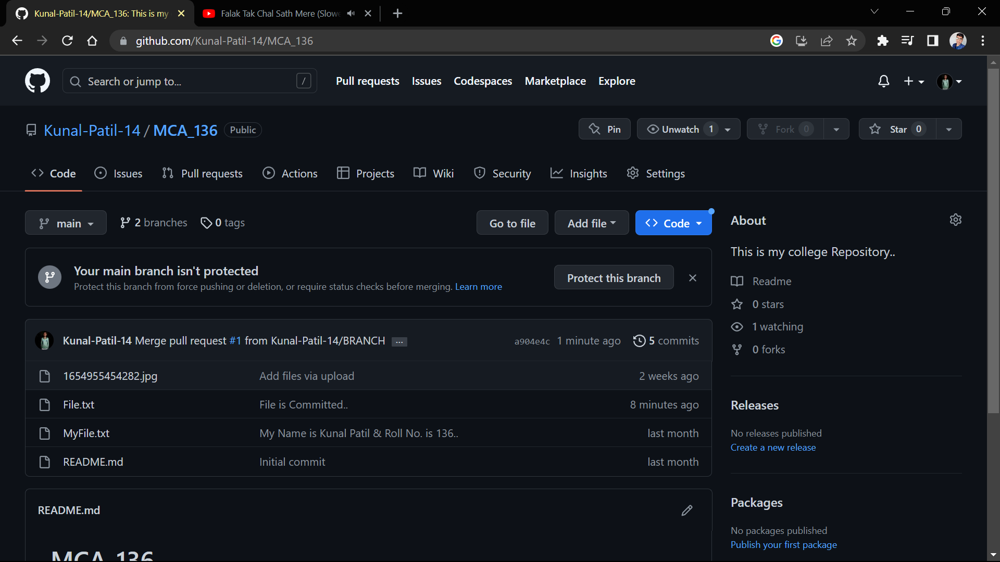 Kunal-Patil-14/MCA_136: This is my
Falak Tak Chal Sath Mere (Slowe
github.com/Kunal-Patil-14/MCA_136
Search or jump to...
/
Pull requests Issues Codespaces Marketplace Explore
Kunal-Patil-14 / MCA_136 Public
Pin
Unwatch 1
Fork 0
Star 0
Code Issues Pull requests Actions Projects Wiki Security Insights Settings
main
2 branches
0 tags
Go to file
Add file
Code
Your main branch isn't protected
Protect this branch from force pushing or deletion, or require status checks before merging. Learn more
Protect this branch
Kunal-Patil-14 Merge pull request #1 from Kunal-Patil-14/BRANCH ...
a904e4c 1 minute ago 5 commits
1654955454282.jpg Add files via upload 2 weeks ago
File.txt File is Committed.. 8 minutes ago
MyFile.txt My Name is Kunal Patil & Roll No. is 136.. last month
README.md Initial commit last month
README.md
MCA_136
About
This is my college Repository..
Readme
0 stars
1 watching
0 forks
Releases
No releases published
Create a new release
Packages
No packages published
Publish your first package